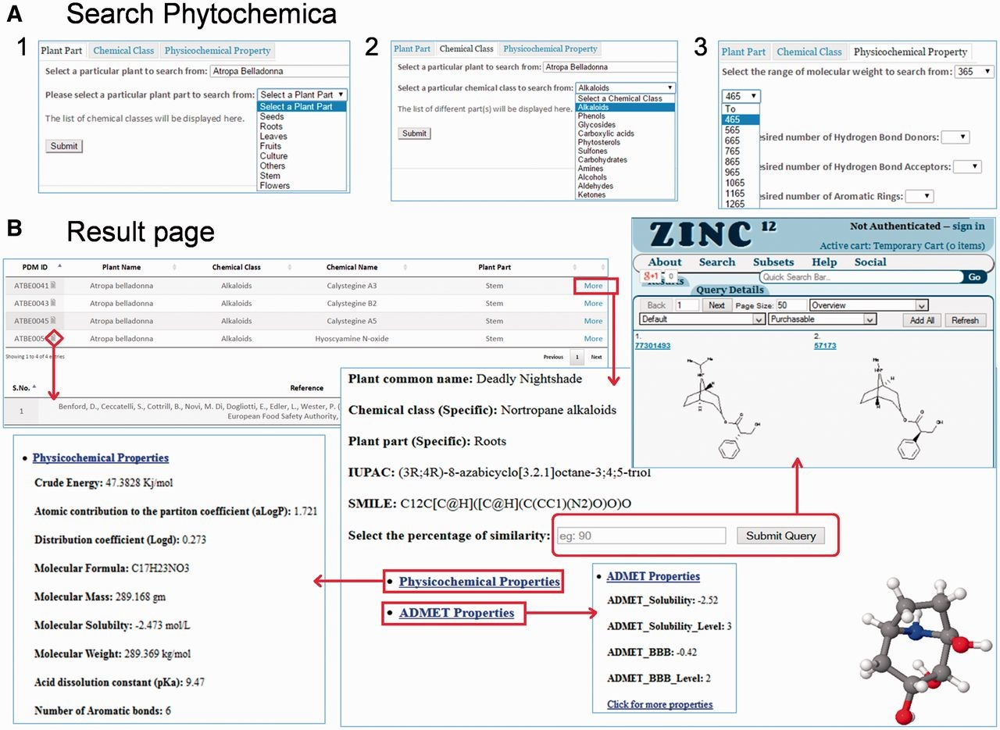 A Search Phytochemica
1
Plant Part Chemical Class Physicochemical Property
Select a particular plant to search from: Atropa Belladonna
Please select a particular plant part to search from: Select a Plant Part
Select a Plant Part
The list of chemical classes will be displayed here.
Seeds
Roots
Leaves
Fruits
Culture
Others
Stem
Flowers
Submit
2
Plant Part Chemical Class Physicochemical Property
Select a particular plant to search from: Atropa Belladonna
Select a particular chemical class to search from: Alkaloids
The list of different part(s) will be displayed here.
Select a Chemical Class
Alkaloids
Phenols
Glycosides
Carboxylic acids
Phytosterols
Sulfones
Carbohydrates
Amines
Alcohols
Aldehydes
Ketones
Submit
3
Plant Part Chemical Class Physicochemical Property
Select the range of molecular weight to search from: 365
465
To
465
565
665
765
865
965
1065
1165
1265
esired number of Hydrogen Bond Donors:
esired number of Hydrogen Bond Acceptors:
esired number of Aromatic Rings:
B Result page
PDM ID Plant Name Chemical Class Chemical Name Plant Part
ATBE0041 Atropa belladonna Alkaloids Calystegine A3 Stem More
ATBE0043 Atropa belladonna Alkaloids Calystegine B2 Stem More
ATBE0045 Atropa belladonna Alkaloids Calystegine A5 Stem More
ATBE005 Atropa belladonna Alkaloids Hyoscyamine N-oxide Stem More
Showing 1 to 4 of 4 entries Previous 1 Next
S.No. Reference
1 Benford, D., Ceccatelli, S., Cottrill, B., Novi, M. Di, Dogliotti, E., Edler, L., Wester, P. (
European Food Safety Authority,
ZINC 12
Not Authenticated – sign in
Active cart: Temporary Cart (0 items)
About Search Subsets Help Social
g+1 0 Results Quick Search Bar... Go
Query Details
Back 1 Next Page Size: 50 Overview
Default Purchasable Add All Refresh
1. 2.
77301493 57173
Plant common name: Deadly Nightshade
Chemical class (Specific): Nortropane alkaloids
Plant part (Specific): Roots
IUPAC: (3R;4R)-8-azabicyclo[3.2.1]octane-3;4;5-triol
SMILE: C12C[C@H]([C@H](C(CC1)(N2)O)O)O
Select the percentage of similarity: eg: 90 Submit Query
Physicochemical Properties
ADMET Properties
Physicochemical Properties
Crude Energy: 47.3828 Kj/mol
Atomic contribution to the partiton coefficient (aLogP): 1.721
Distribution coefficient (Logd): 0.273
Molecular Formula: C17H23NO3
Molecular Mass: 289.168 gm
Molecular Solubilty: -2.473 mol/L
Molecular Weight: 289.369 kg/mol
Acid dissolution constant (pKa): 9.47
Number of Aromatic bonds: 6
ADMET Properties
ADMET_Solubility: -2.52
ADMET_Solubility_Level: 3
ADMET_BBB: -0.42
ADMET_BBB_Level: 2
Click for more properties